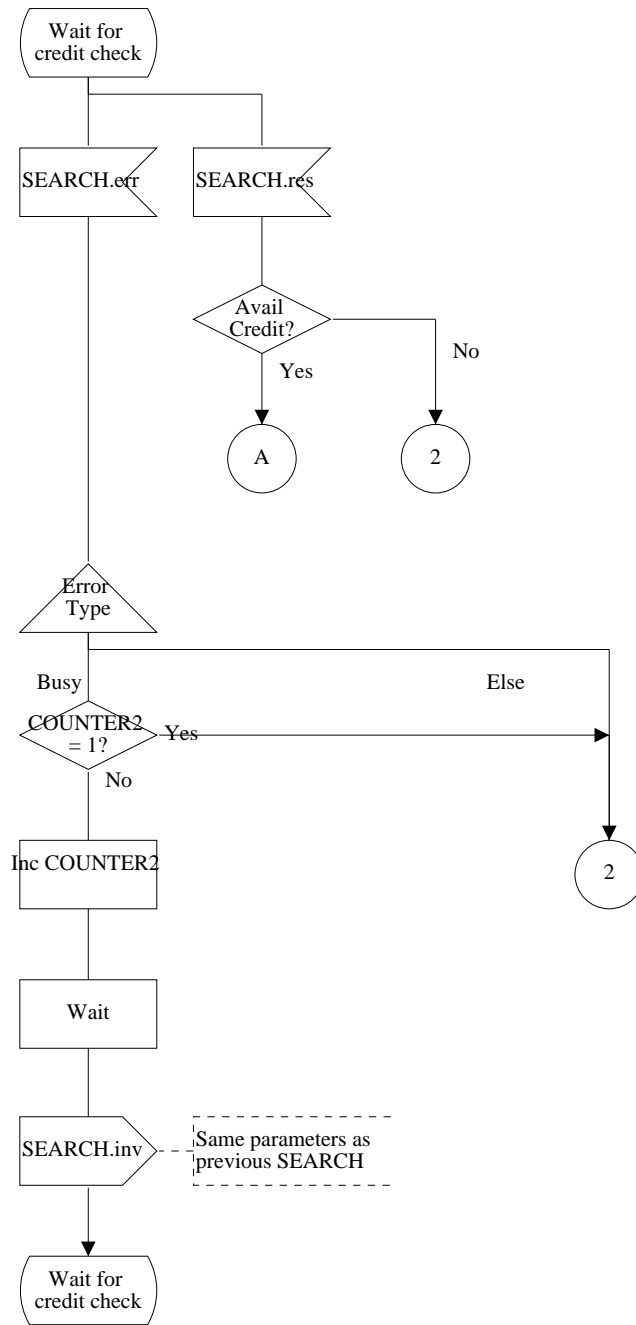 Wait for
credit check
SEARCH.err
SEARCH.res
Avail
Credit?
No
Yes
A
2
Error
Type
Busy
Else
COUNTER2
= 1?
Yes
No
Inc COUNTER2
2
Wait
SEARCH.inv
Same parameters as
previous SEARCH
Wait for
credit check